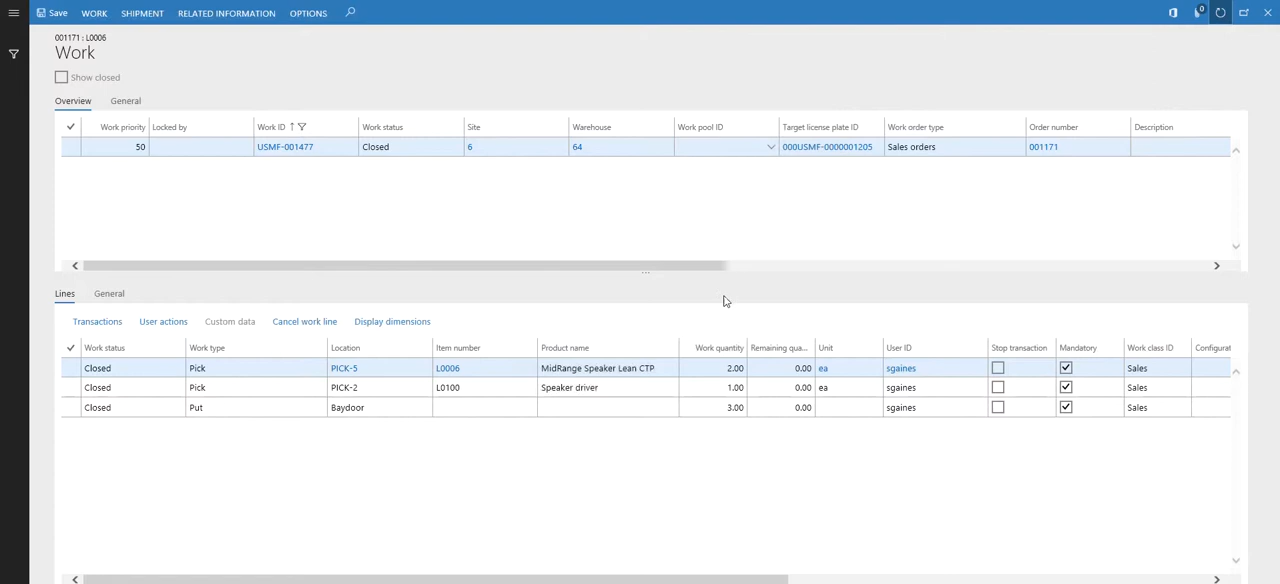 Save WORK SHIPMENT RELATED INFORMATION OPTIONS 0
001171 : L0006
Work
Show closed
Overview General
Work priority Locked by Work ID Work status Site Warehouse Work pool ID Target license plate ID Work order type Order number Description
50 USMF-001477 Closed 6 64 000USMF-0000001205 Sales orders 001171
...
Lines General
Transactions User actions Custom data Cancel work line Display dimensions
Work status Work type Location Item number Product name Work quantity Remaining qua... Unit User ID Stop transaction Mandatory Work class ID Configurat
Closed Pick PICK-5 L0006 MidRange Speaker Lean CTP 2.00 0.00 ea sgaines Sales
Closed Pick PICK-2 L0100 Speaker driver 1.00 0.00 ea sgaines Sales
Closed Put Baydoor 3.00 0.00 sgaines Sales